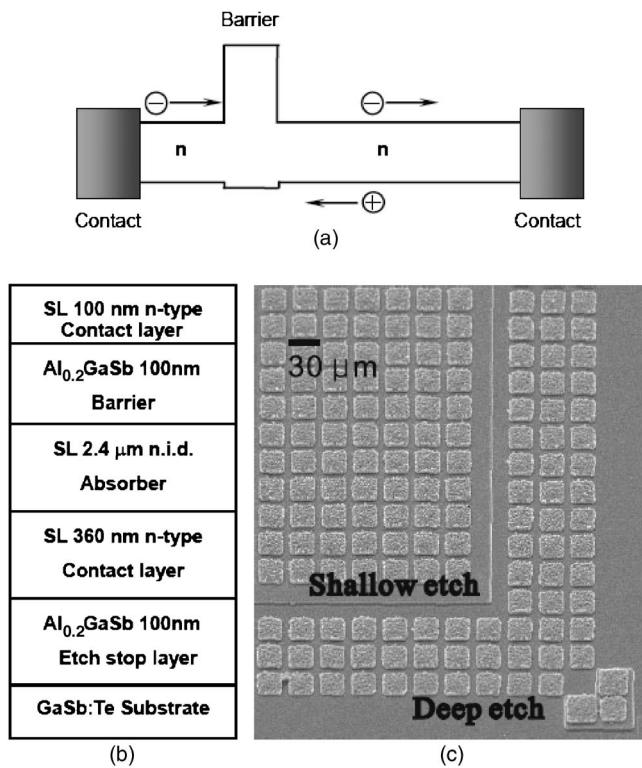 Barrier
n
n
Contact
Contact
(a)
SL 100 nm n-type
Contact layer
Al0.2GaSb 100nm
Barrier
SL 2.4 μm n.i.d.
Absorber
SL 360 nm n-type
Contact layer
Al0.2GaSb 100nm
Etch stop layer
GaSb:Te Substrate
(b)
30 μm
Shallow etch
Deep etch
(c)